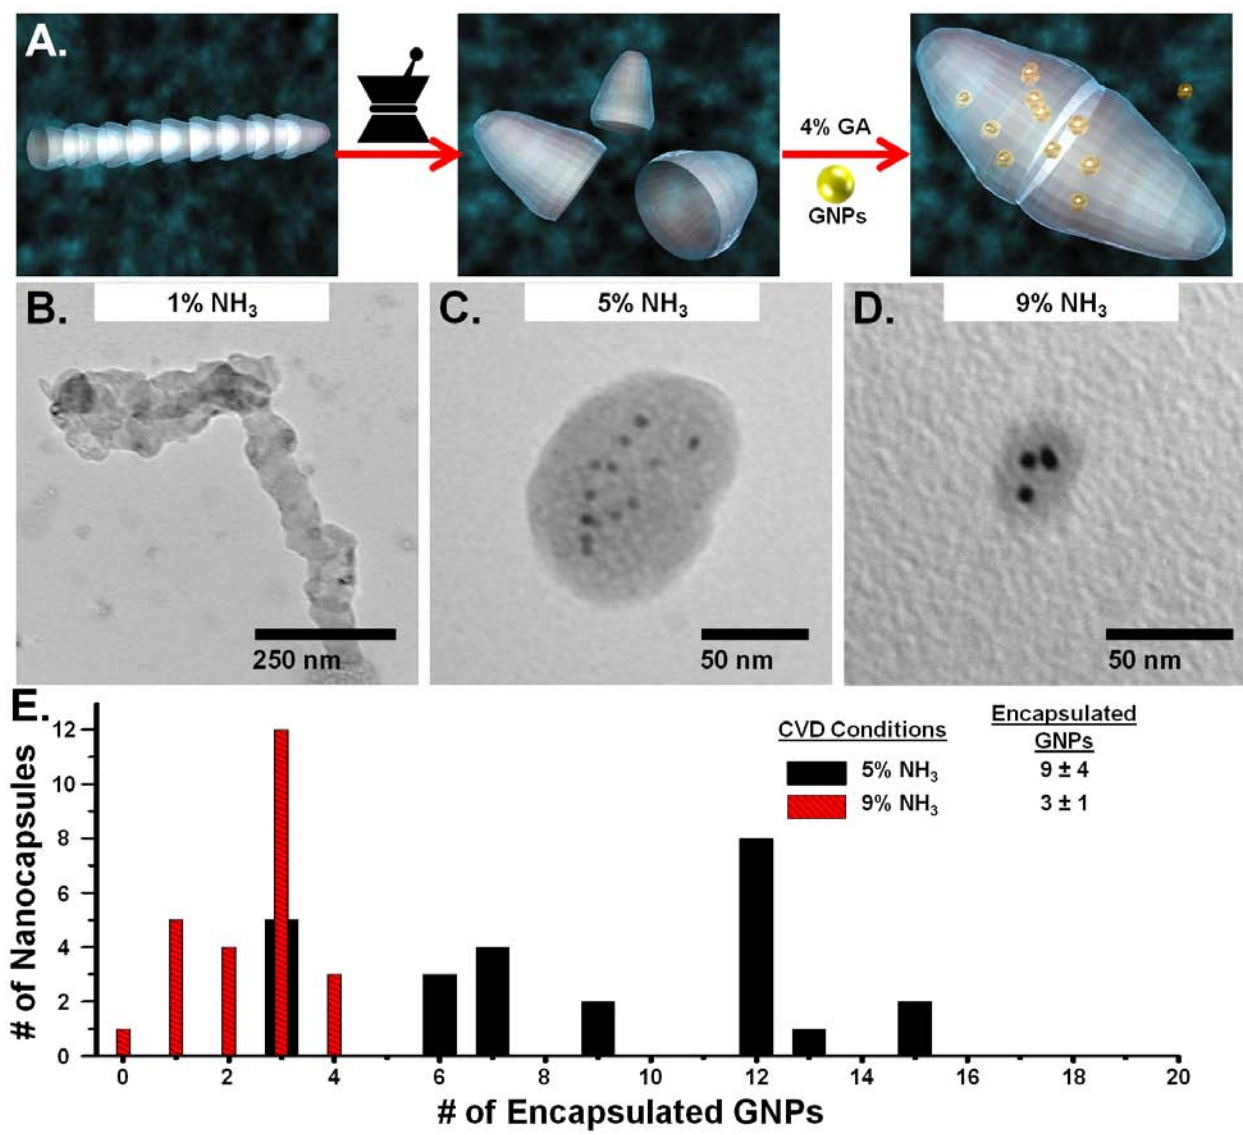 A.
4% GA
GNPs
B.
1% NH3
250 nm
C.
5% NH3
50 nm
D.
9% NH3
50 nm
E.
# of Nanocapsules
12
10
8
6
4
2
0
CVD Conditions
Encapsulated
GNPs
5% NH3 9 ± 4
9% NH3 3 ± 1
0 2 4 6 8 10 12 14 16 18 20
# of Encapsulated GNPs